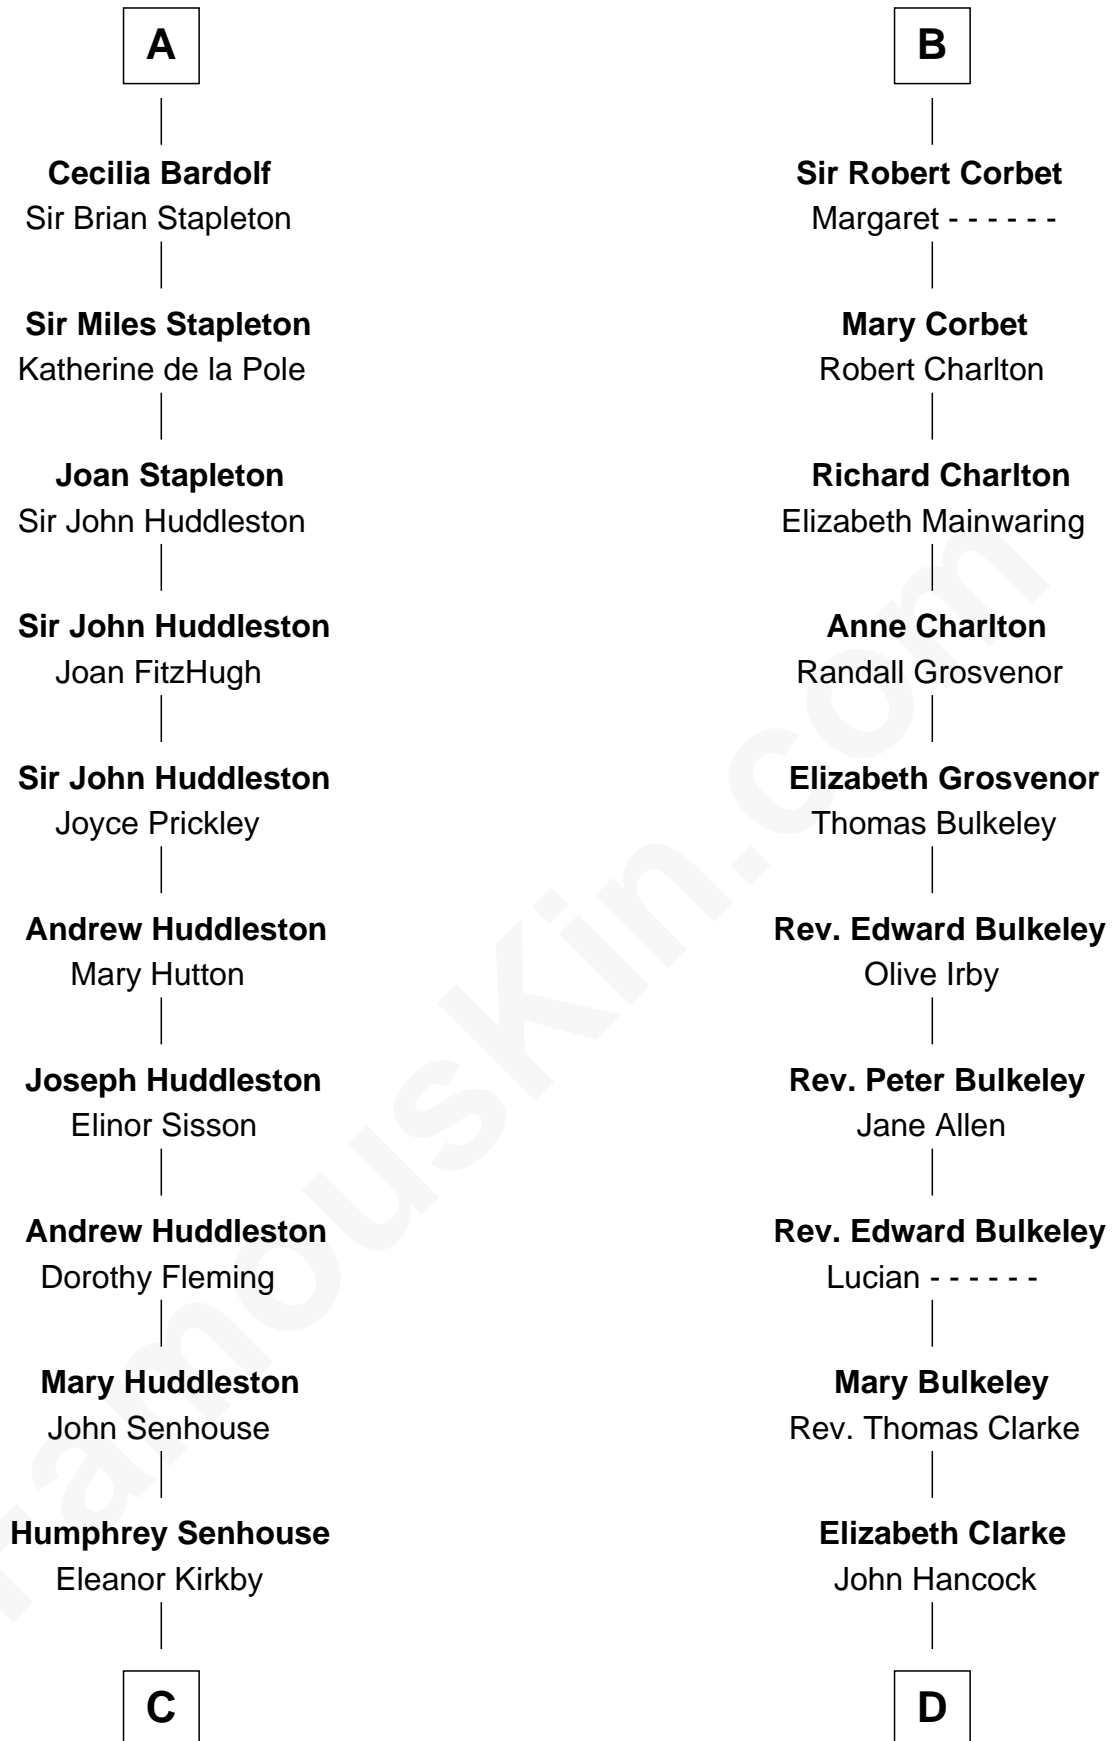 A
Cecilia Bardolf
Sir Brian Stapleton
Sir Miles Stapleton
Katherine de la Pole
Joan Stapleton
Sir John Huddleston
Sir John Huddleston
Joan FitzHugh
Sir John Huddleston
Joyce Prickley
Andrew Huddleston
Mary Hutton
Joseph Huddleston
Elinor Sisson
Andrew Huddleston
Dorothy Fleming
Mary Huddleston
John Senhouse
Humphrey Senhouse
Eleanor Kirkby
C
B
Sir Robert Corbet
Margaret - - - - - -
Mary Corbet
Robert Charlton
Richard Charlton
Elizabeth Mainwaring
Anne Charlton
Randall Grosvenor
Elizabeth Grosvenor
Thomas Bulkeley
Rev. Edward Bulkeley
Olive Irby
Rev. Peter Bulkeley
Jane Allen
Rev. Edward Bulkeley
Lucian - - - - - -
Mary Bulkeley
Rev. Thomas Clarke
Elizabeth Clarke
John Hancock
D
FamousKin.com